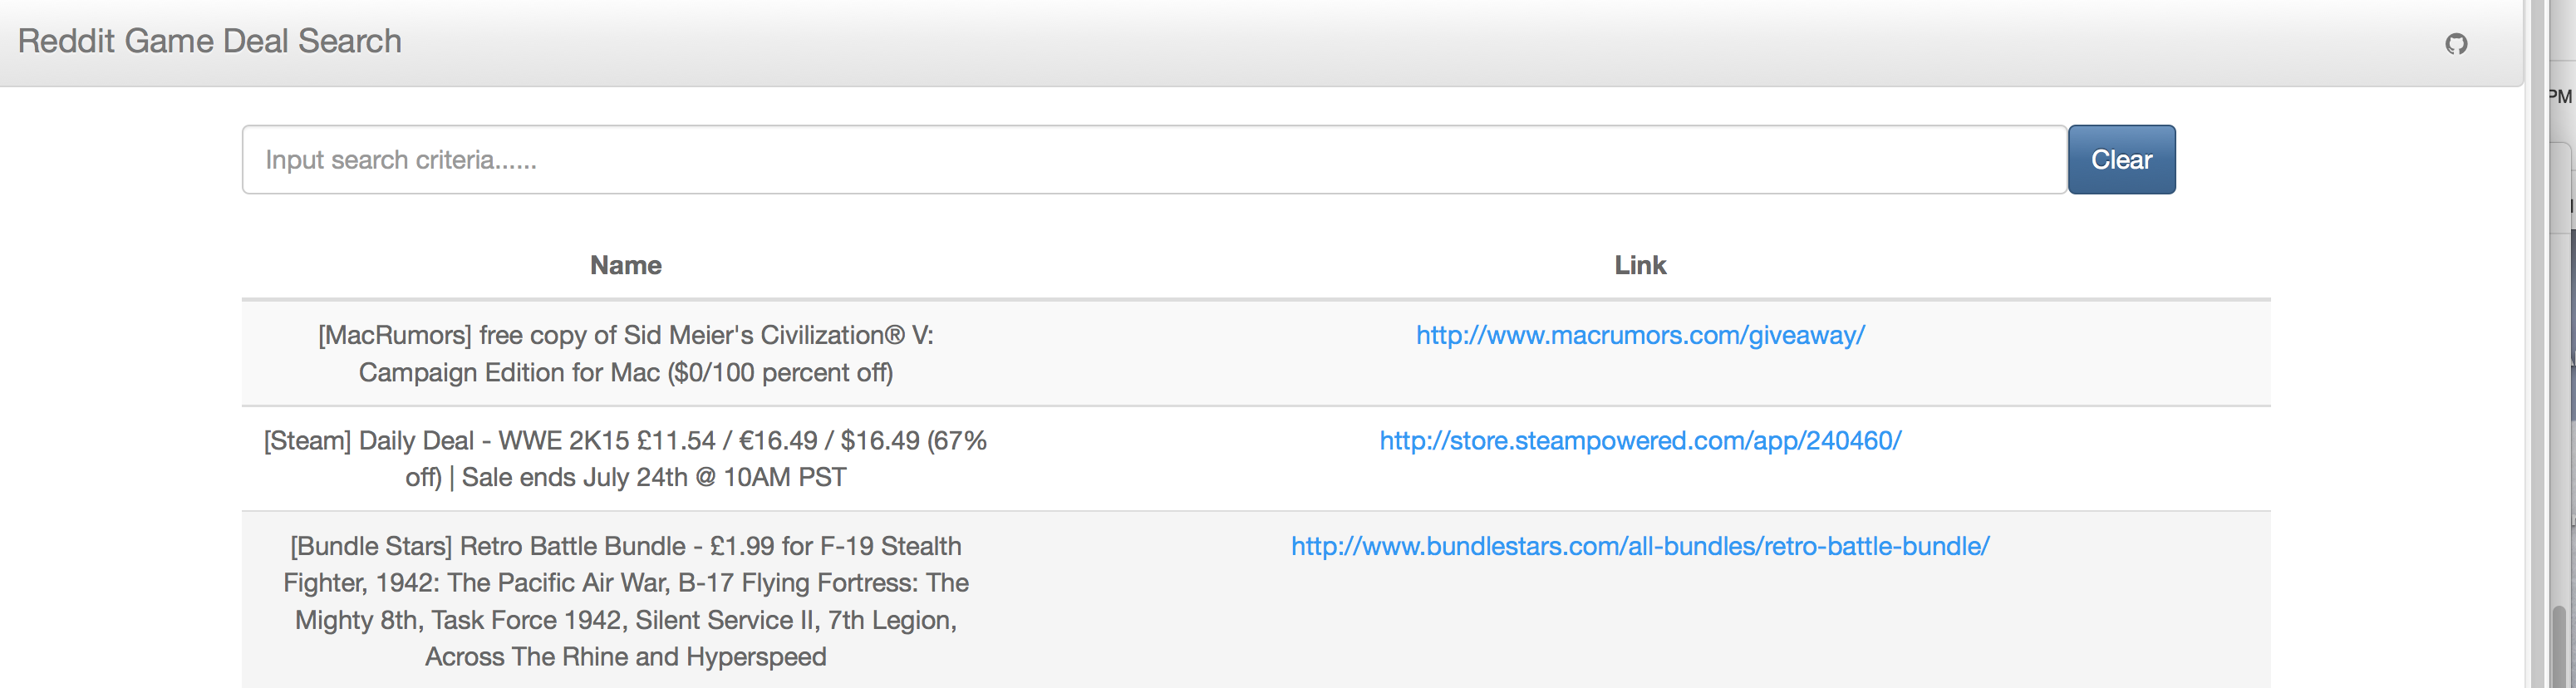 Reddit Game Deal Search
PM
Input search criteria......
Clear
Name
Link
[MacRumors] free copy of Sid Meier's Civilization® V:
Campaign Edition for Mac ($0/100 percent off)
http://www.macrumors.com/giveaway/
[Steam] Daily Deal - WWE 2K15 £11.54 / €16.49 / $16.49 (67%
off) | Sale ends July 24th @ 10AM PST
http://store.steampowered.com/app/240460/
[Bundle Stars] Retro Battle Bundle - £1.99 for F-19 Stealth
Fighter, 1942: The Pacific Air War, B-17 Flying Fortress: The
Mighty 8th, Task Force 1942, Silent Service II, 7th Legion,
Across The Rhine and Hyperspeed
http://www.bundlestars.com/all-bundles/retro-battle-bundle/